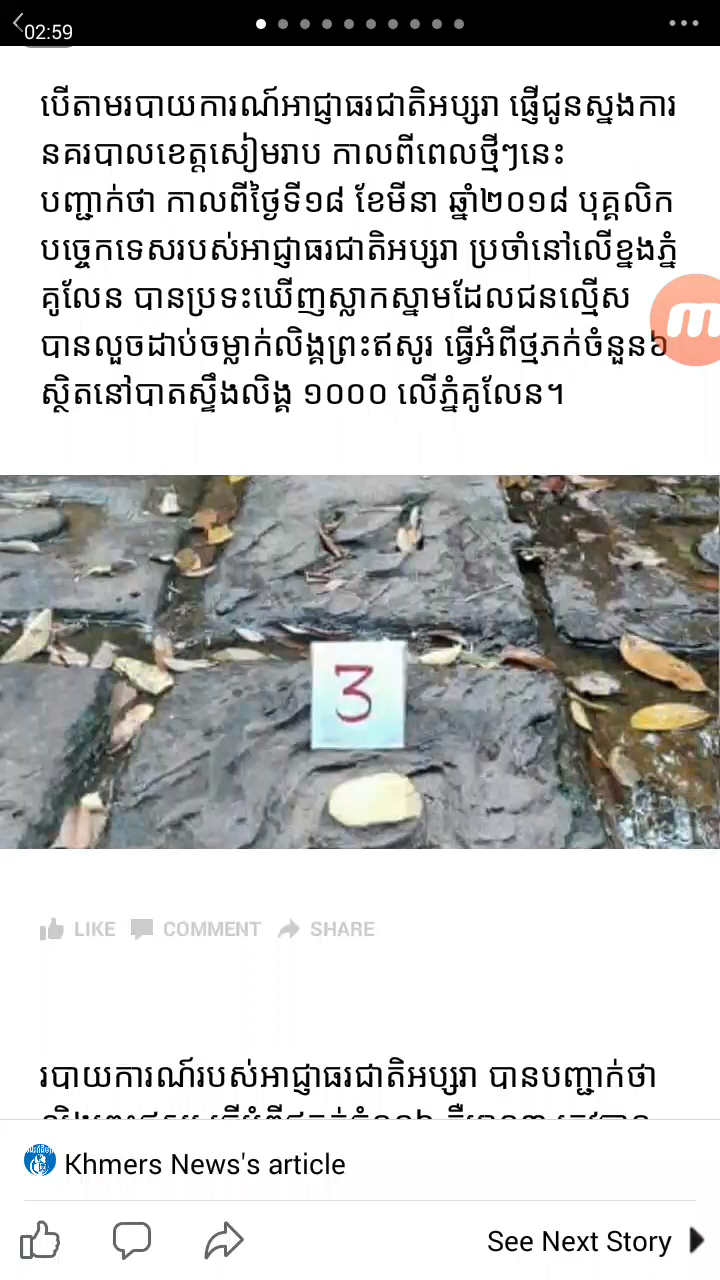 02:59
បើតាមរបាយការណ៍អាជ្ញាធរជាតិអប្សរា ផ្ញើជូនស្នងការ
នគរបាលខេត្តសៀមរាប កាលពីពេលថ្មីៗនេះ
បញ្ជាក់ថា កាលពីថ្ងៃទី១៨ ខែមីនា ឆ្នាំ២០១៨ បុគ្គលិក
បច្ចេកទេសរបស់អាជ្ញាធរជាតិអប្សរា ប្រចាំនៅលើខ្នងភ្នំ
គូលែន បានប្រទះឃើញស្លាកស្នាមដែលជនល្មើស
បានលួចដាប់ចម្លាក់លិង្គព្រះឥសូរ ធ្វើអំពីថ្មភក់ចំនួន៦
ស្ថិតនៅបាតស្ទឹងលិង្គ ១០០០ លើភ្នំគូលែន។
3
LIKE COMMENT SHARE
របាយការណ៍របស់អាជ្ញាធរជាតិអប្សរា បានបញ្ជាក់ថា
Khmers News's article
See Next Story